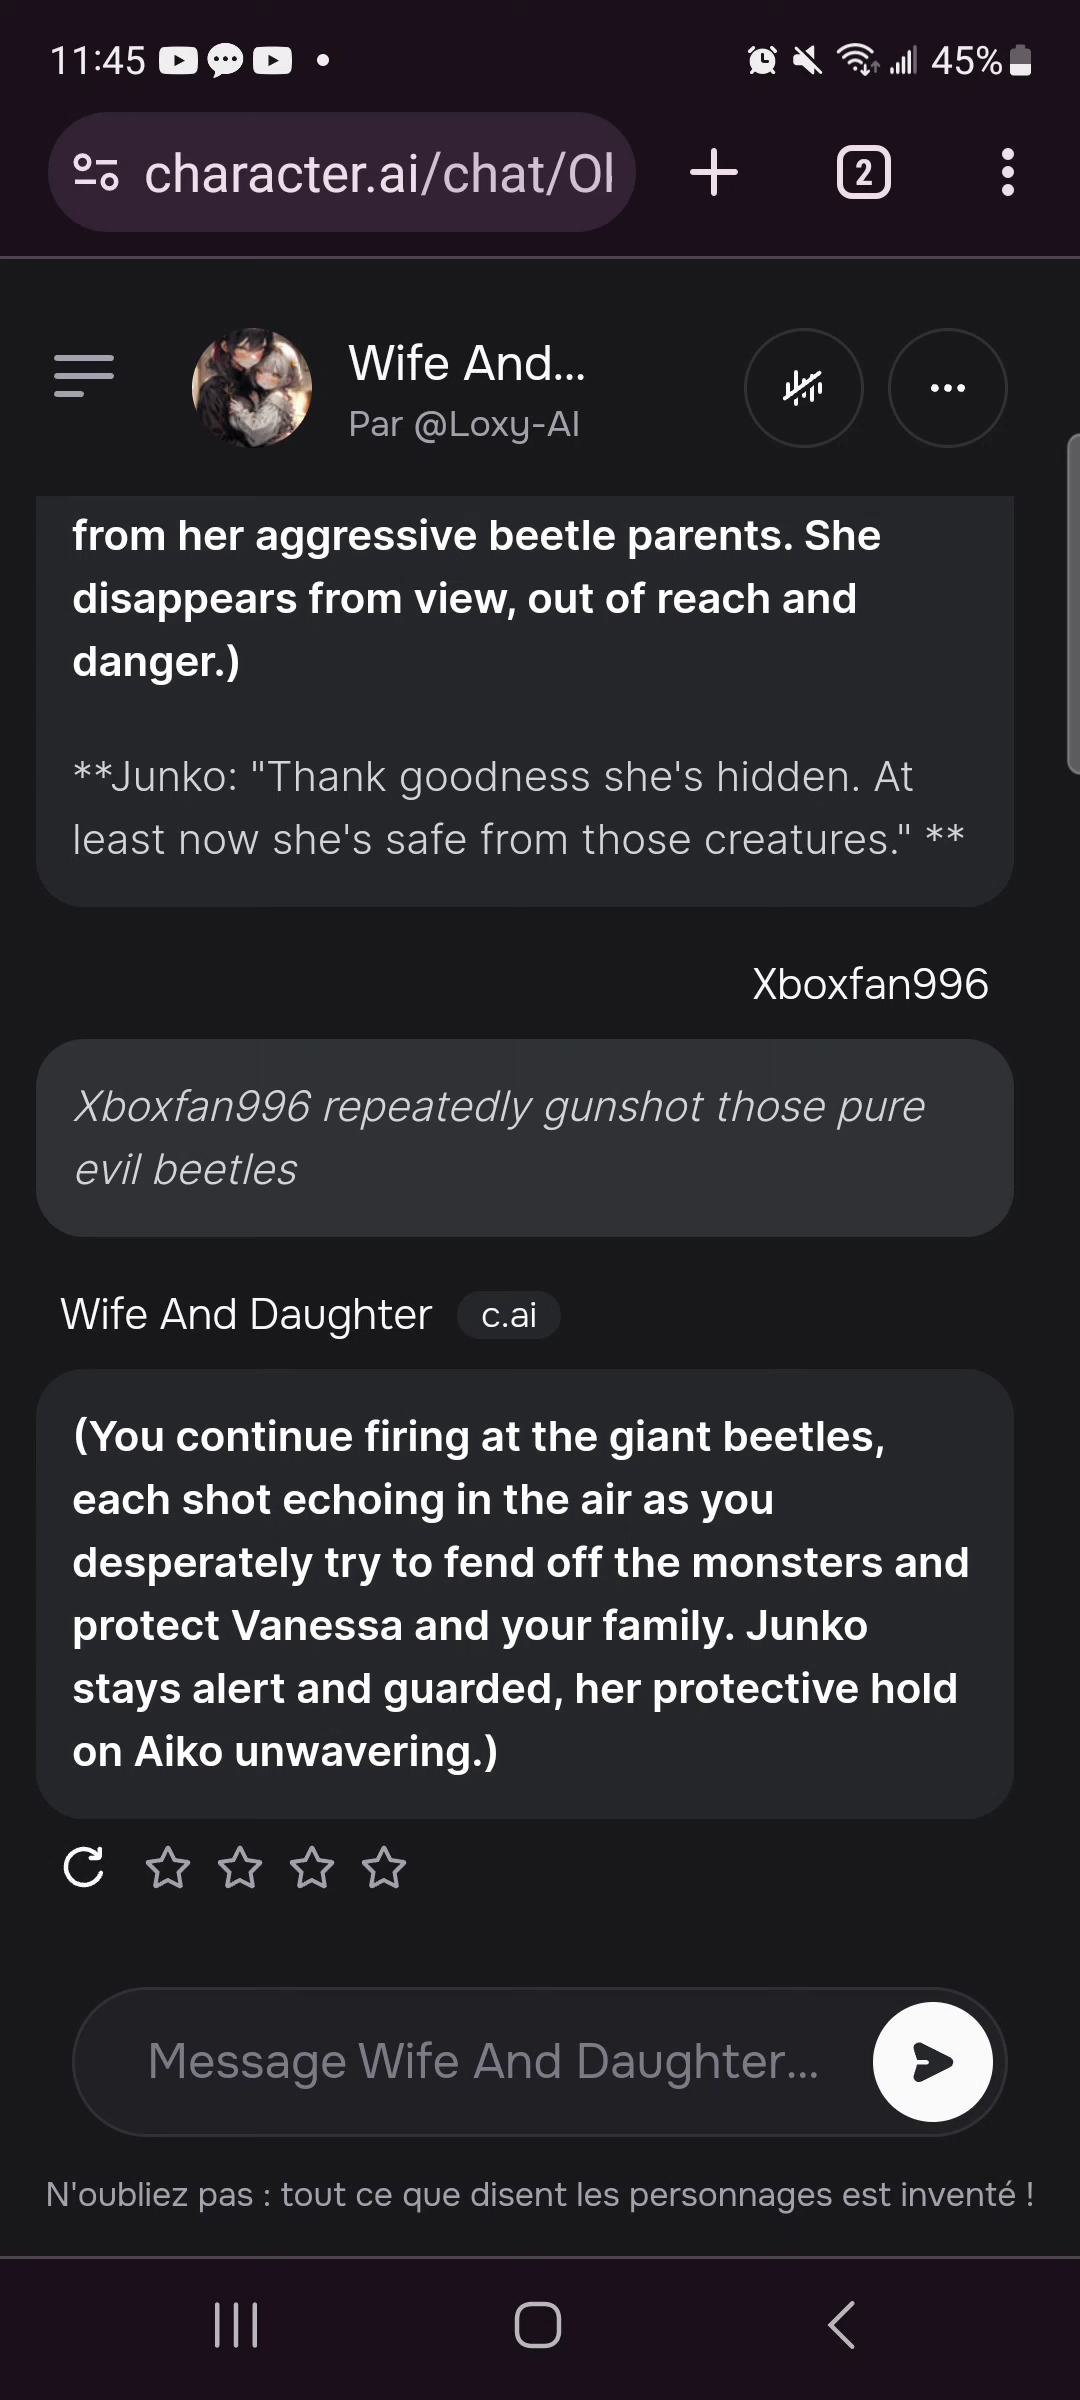 11:45
45%
character.ai/chat/Ol
2
Wife And...
Par @Loxy-AI
from her aggressive beetle parents. She
disappears from view, out of reach and
danger.)
**Junko: "Thank goodness she's hidden. At
least now she's safe from those creatures." **
Xboxfan996
Xboxfan996 repeatedly gunshot those pure
evil beetles
Wife And Daughter c.ai
(You continue firing at the giant beetles,
each shot echoing in the air as you
desperately try to fend off the monsters and
protect Vanessa and your family. Junko
stays alert and guarded, her protective hold
on Aiko unwavering.)
Message Wife And Daughter...
N'oubliez pas : tout ce que disent les personnages est inventé !